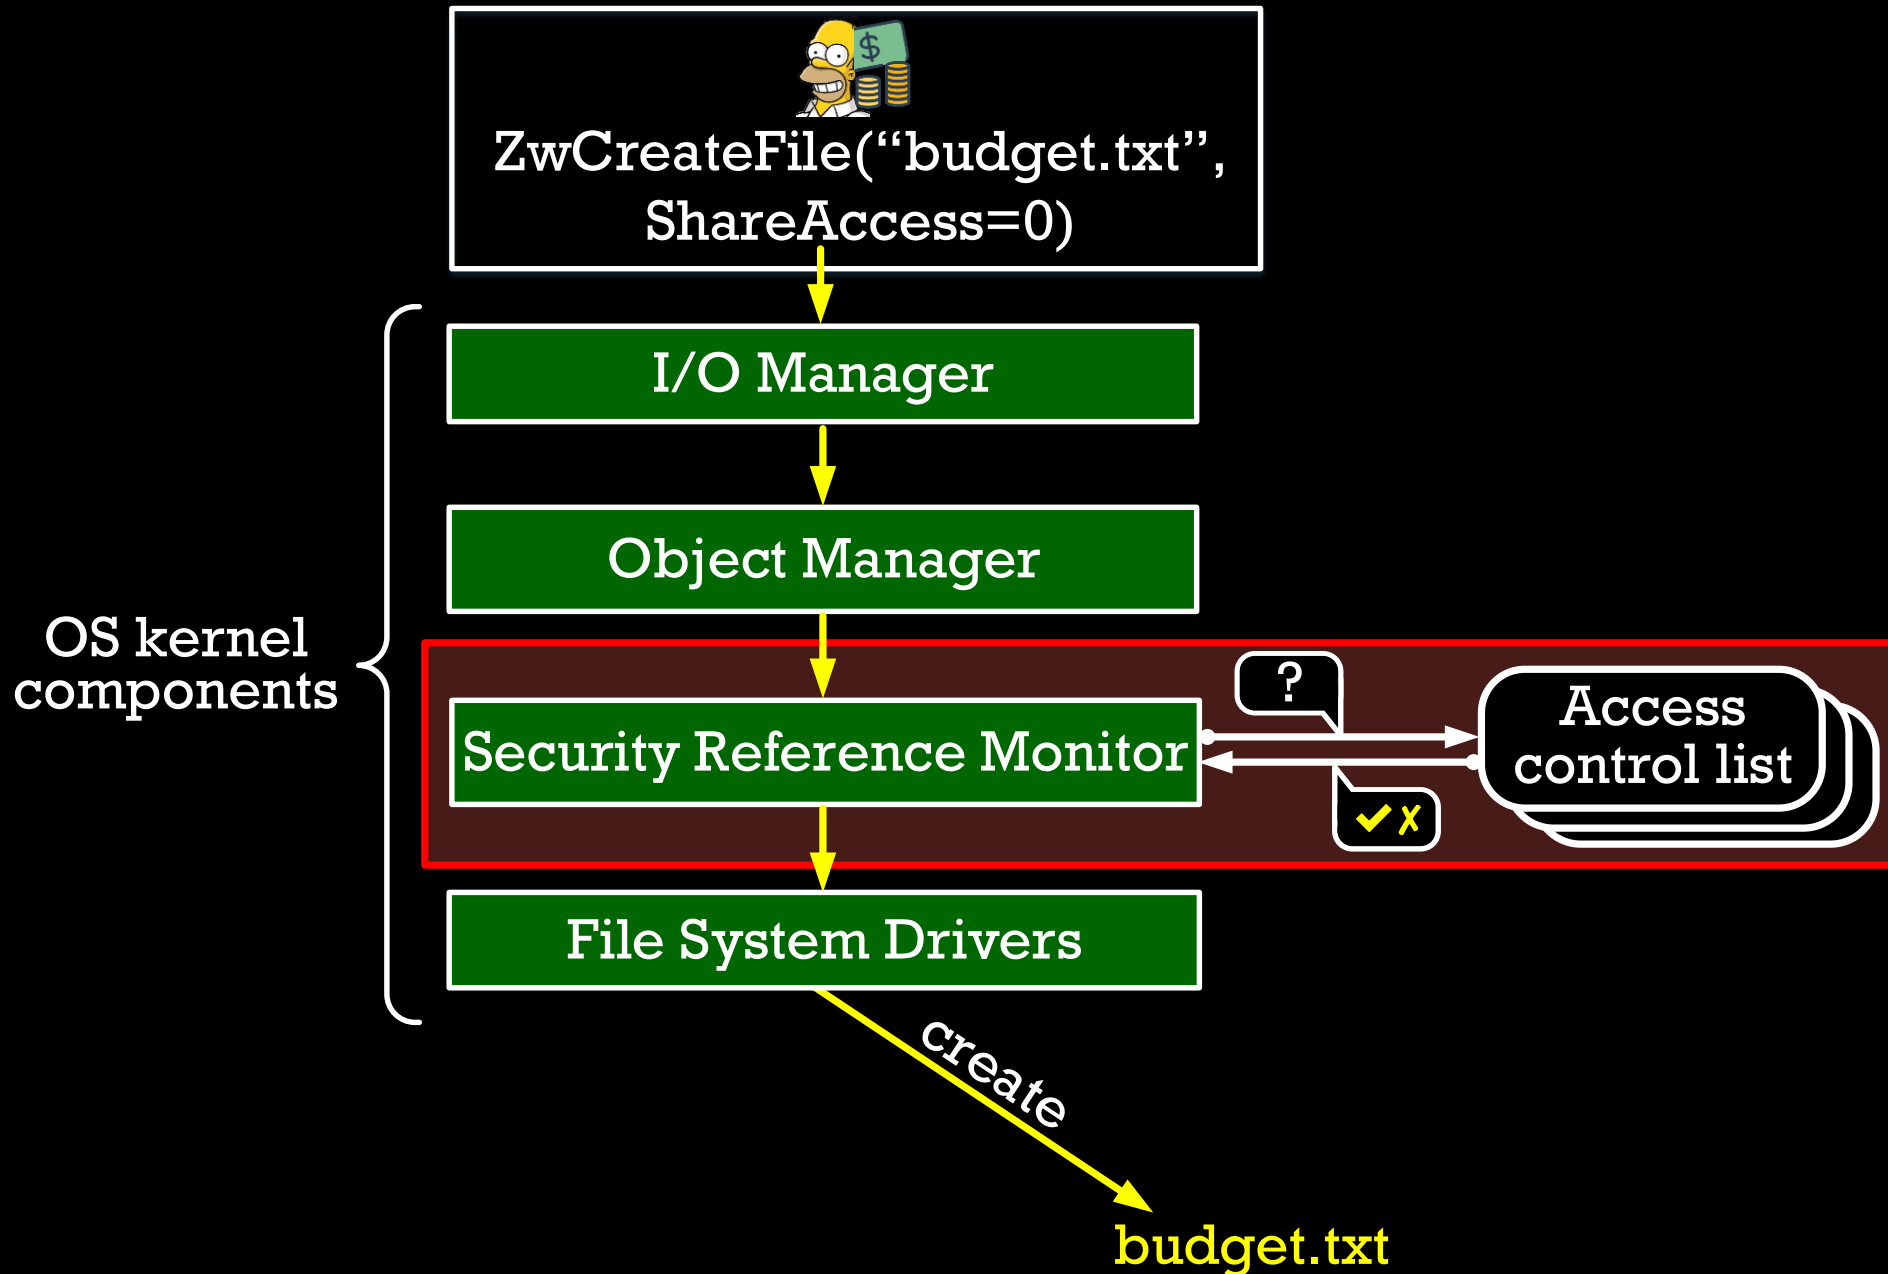 $
ZwCreateFile(“budget.txt”,
ShareAccess=0)
I/O Manager
Object Manager
OS kernel
components
?
Security Reference Monitor
Access
control list
✔ X
File System Drivers
create
budget.txt